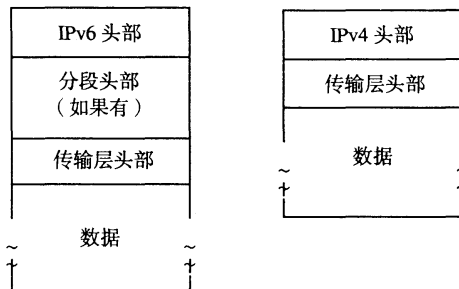 IPv6 头部
分段头部
（如果有）
传输层头部
数据
IPv4 头部
传输层头部
数据